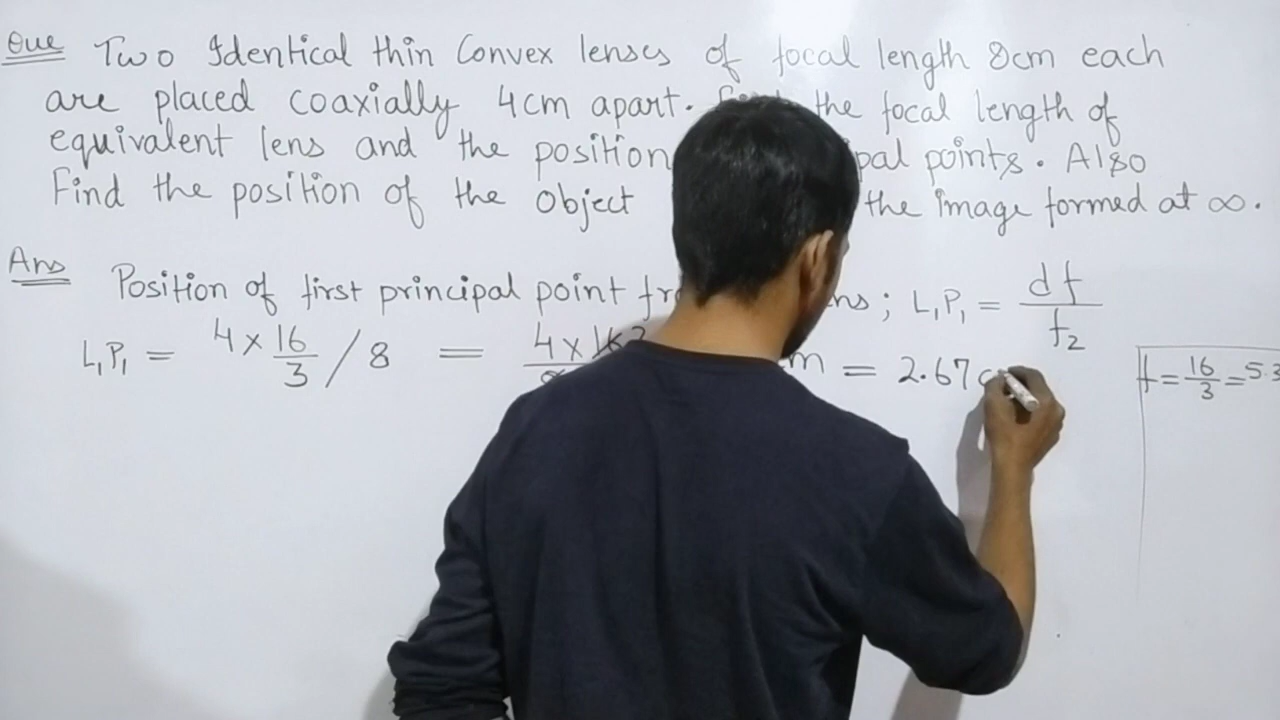 Que Two Identical thin Convex lenses of focal length 8cm each
are placed coaxially 4cm apart. the focal length of
equivalent lens and the position points. Also
Find the position of the object the image formed at ∞.
Ans Position of first principal point ; L₁P₁ = df / f₂
L₁P₁ = 4 × 16/3 / 8 = 4 × 16 = 2.67
f = 16/3 = 5.3